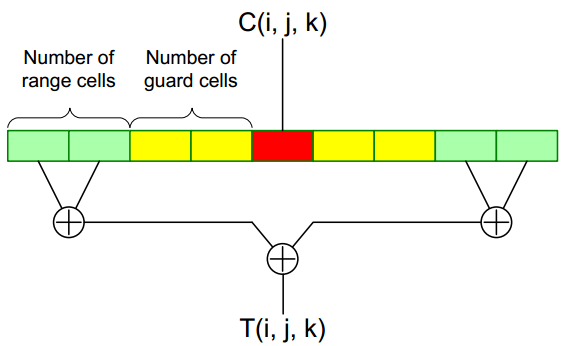 C(i, j, k)
Number of
range cells
Number of
guard cells
T(i, j, k)